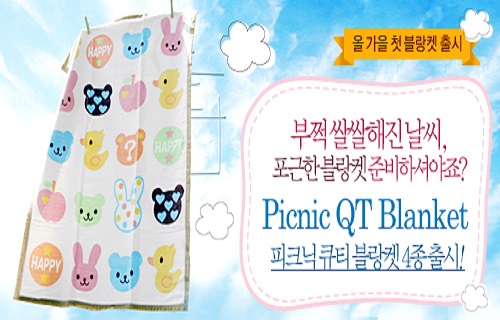 올 가을 첫 블랑켓 출시
부쩍 쌀쌀해진 날씨,
포근한 블랑켓 준비하셔야죠?
Picnic QT Blanket
피크닉 큐티 블랑켓 4종 출시!
HAPPY
?
HAPPY